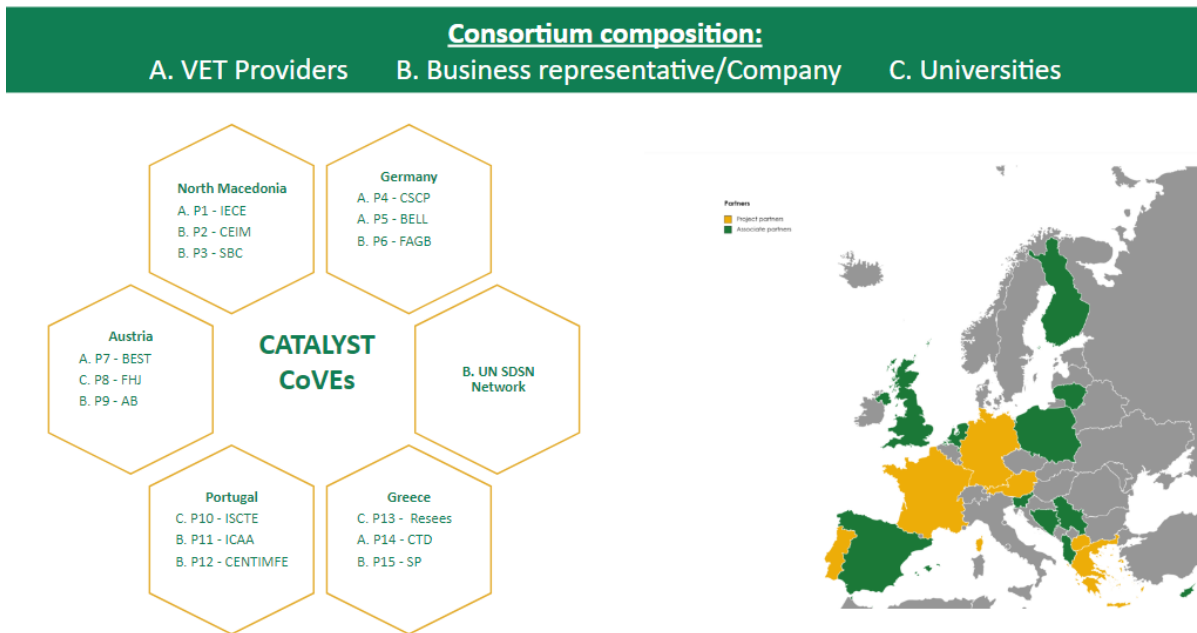 Consortium composition:
A. VET Providers B. Business representative/Company C. Universities
North Macedonia
A. P1 - IECE
B. P2 - CEIM
B. P3 - SBC
Germany
A. P4 - CSCP
A. P5 - BELL
B. P6 - FAGB
Austria
A. P7 - BEST
C. P8 - FHJ
B. P9 - AB
CATALYST
CoVEs
B. UN SDSN
Network
Portugal
C. P10 - ISCTE
B. P11 - ICAA
B. P12 - CENTIMFE
Greece
C. P13 - Resees
A. P14 - CTD
B. P15 - SP
Partners
Project partners
Associate partners